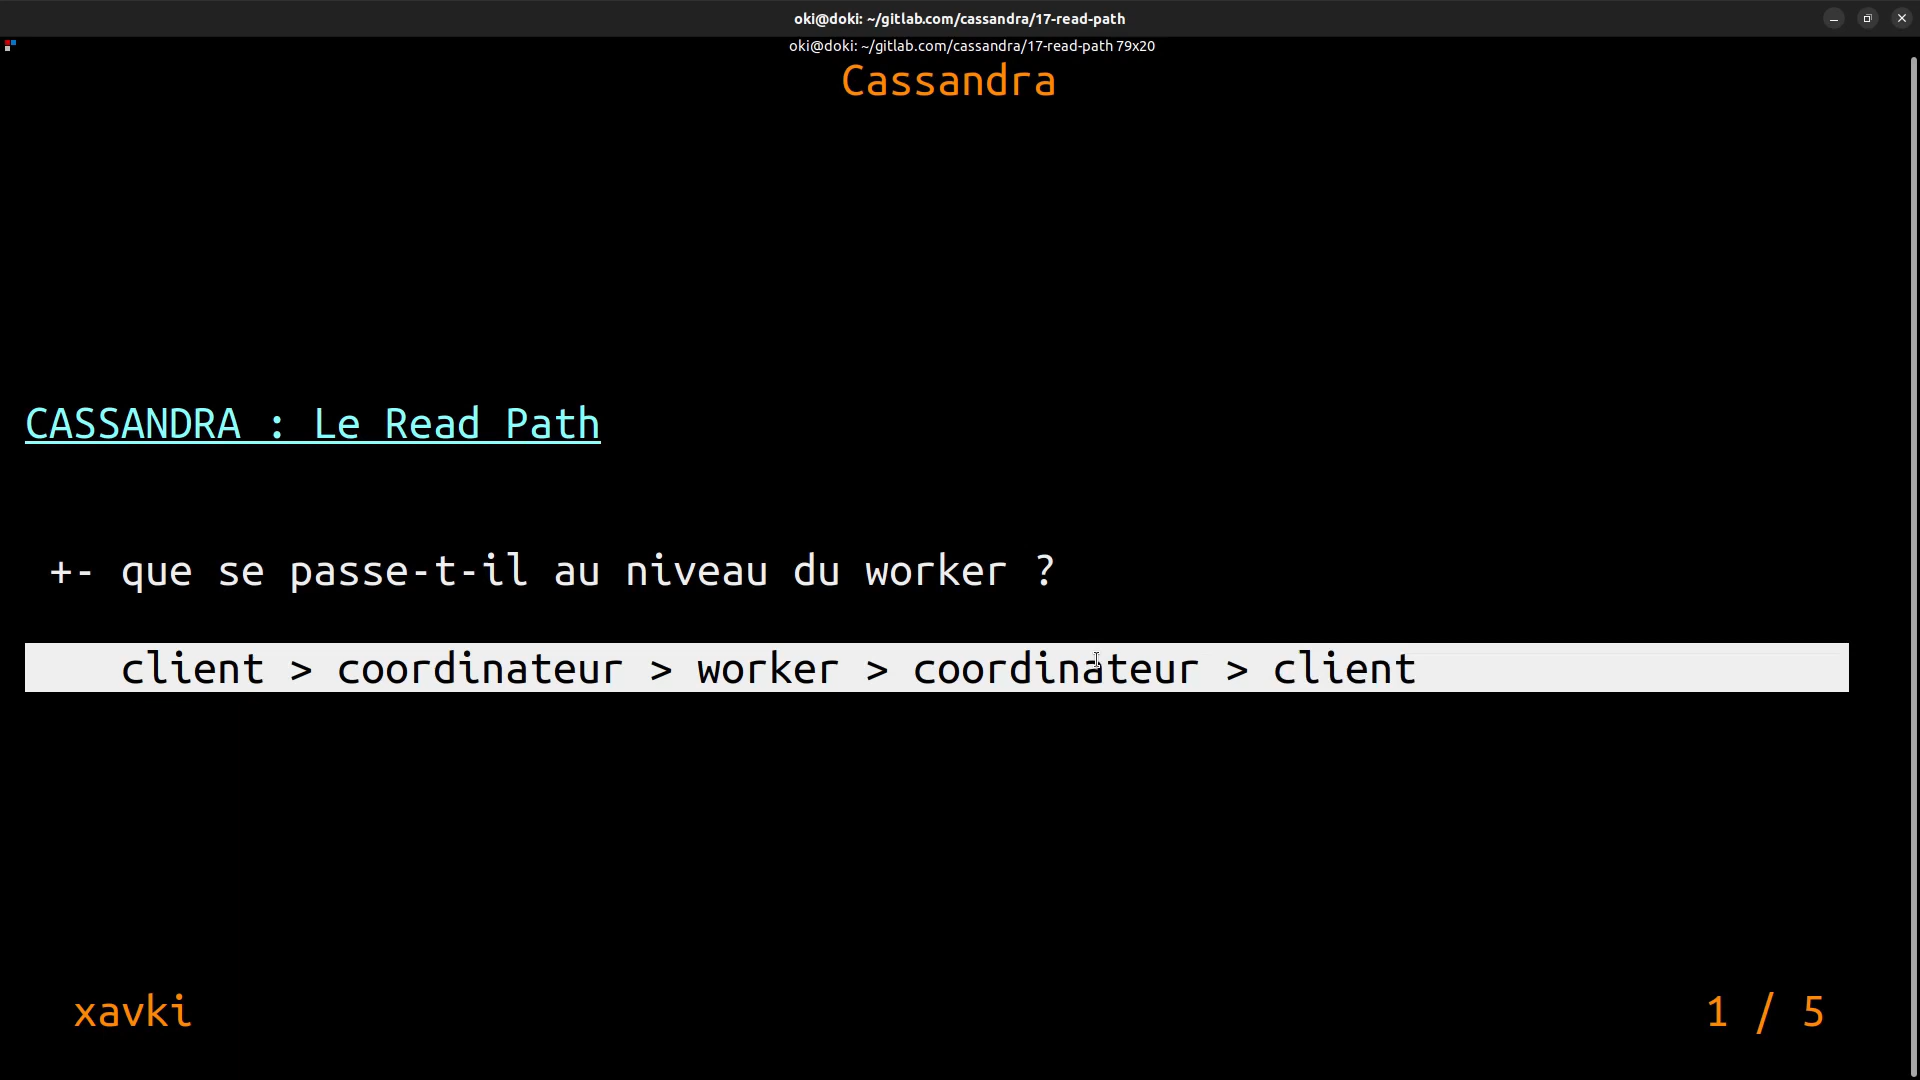 oki@doki: ~/gitlab.com/cassandra/17-read-path
oki@doki: ~/gitlab.com/cassandra/17-read-path 79x20
Cassandra
CASSANDRA : Le Read Path
+- que se passe-t-il au niveau du worker ?
client > coordinateur > worker > coordinateur > client
xavki
1 / 5